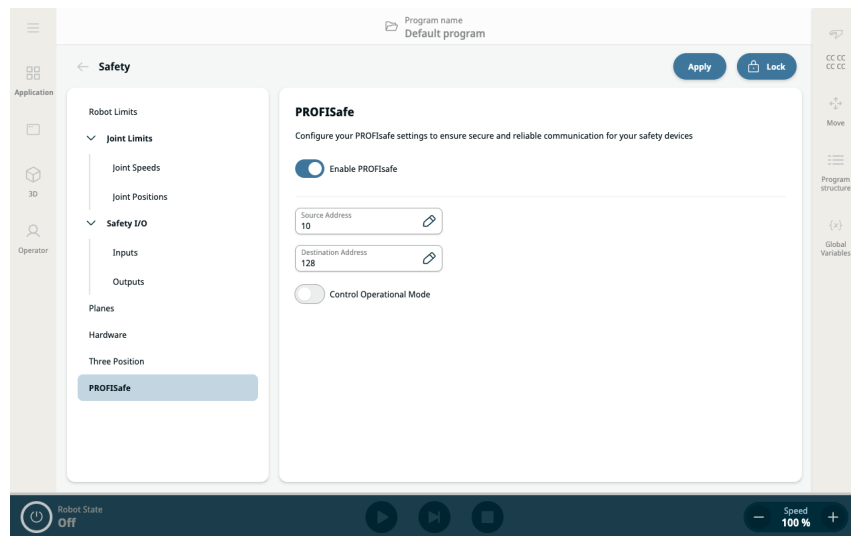 Program name
Default program
Safety
Apply
Lock
Application
3D
Operator
Robot Limits
Joint Limits
Joint Speeds
Joint Positions
Safety I/O
Inputs
Outputs
Planes
Hardware
Three Position
PROFISafe
PROFISafe
Configure your PROFIsafe settings to ensure secure and reliable communication for your safety devices
Enable PROFIsafe
Source Address
10
Destination Address
128
Control Operational Mode
CC CC
CC CC
Move
Program
structure
{x}
Global
Variables
Robot State
Off
Speed
100 %